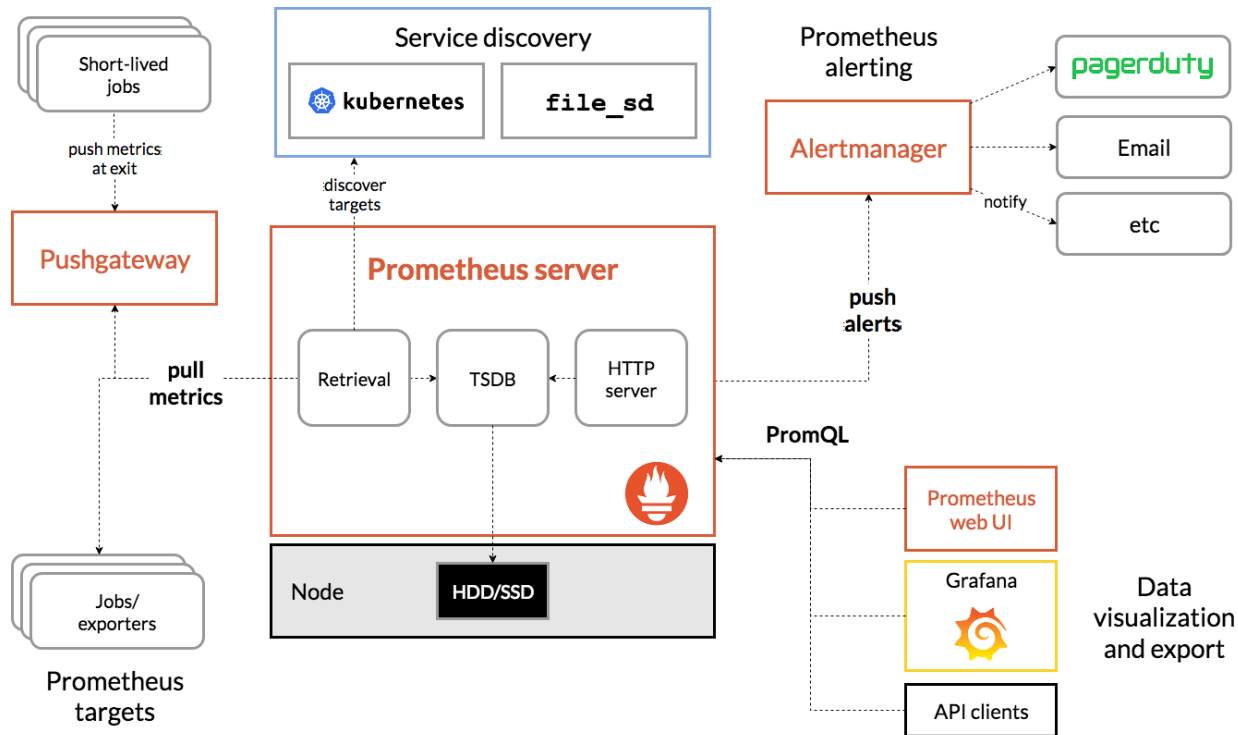 Short-lived
jobs
push metrics
at exit
Pushgateway
pull
metrics
Jobs/
exporters
Prometheus
targets
Service discovery
kubernetes
file_sd
discover
targets
Prometheus server
Retrieval
TSDB
HTTP
server
Node
HDD/SSD
Prometheus
alerting
Alertmanager
pagerduty
Email
notify
etc
push
alerts
PromQL
Prometheus
web UI
Grafana
API clients
Data
visualization
and export